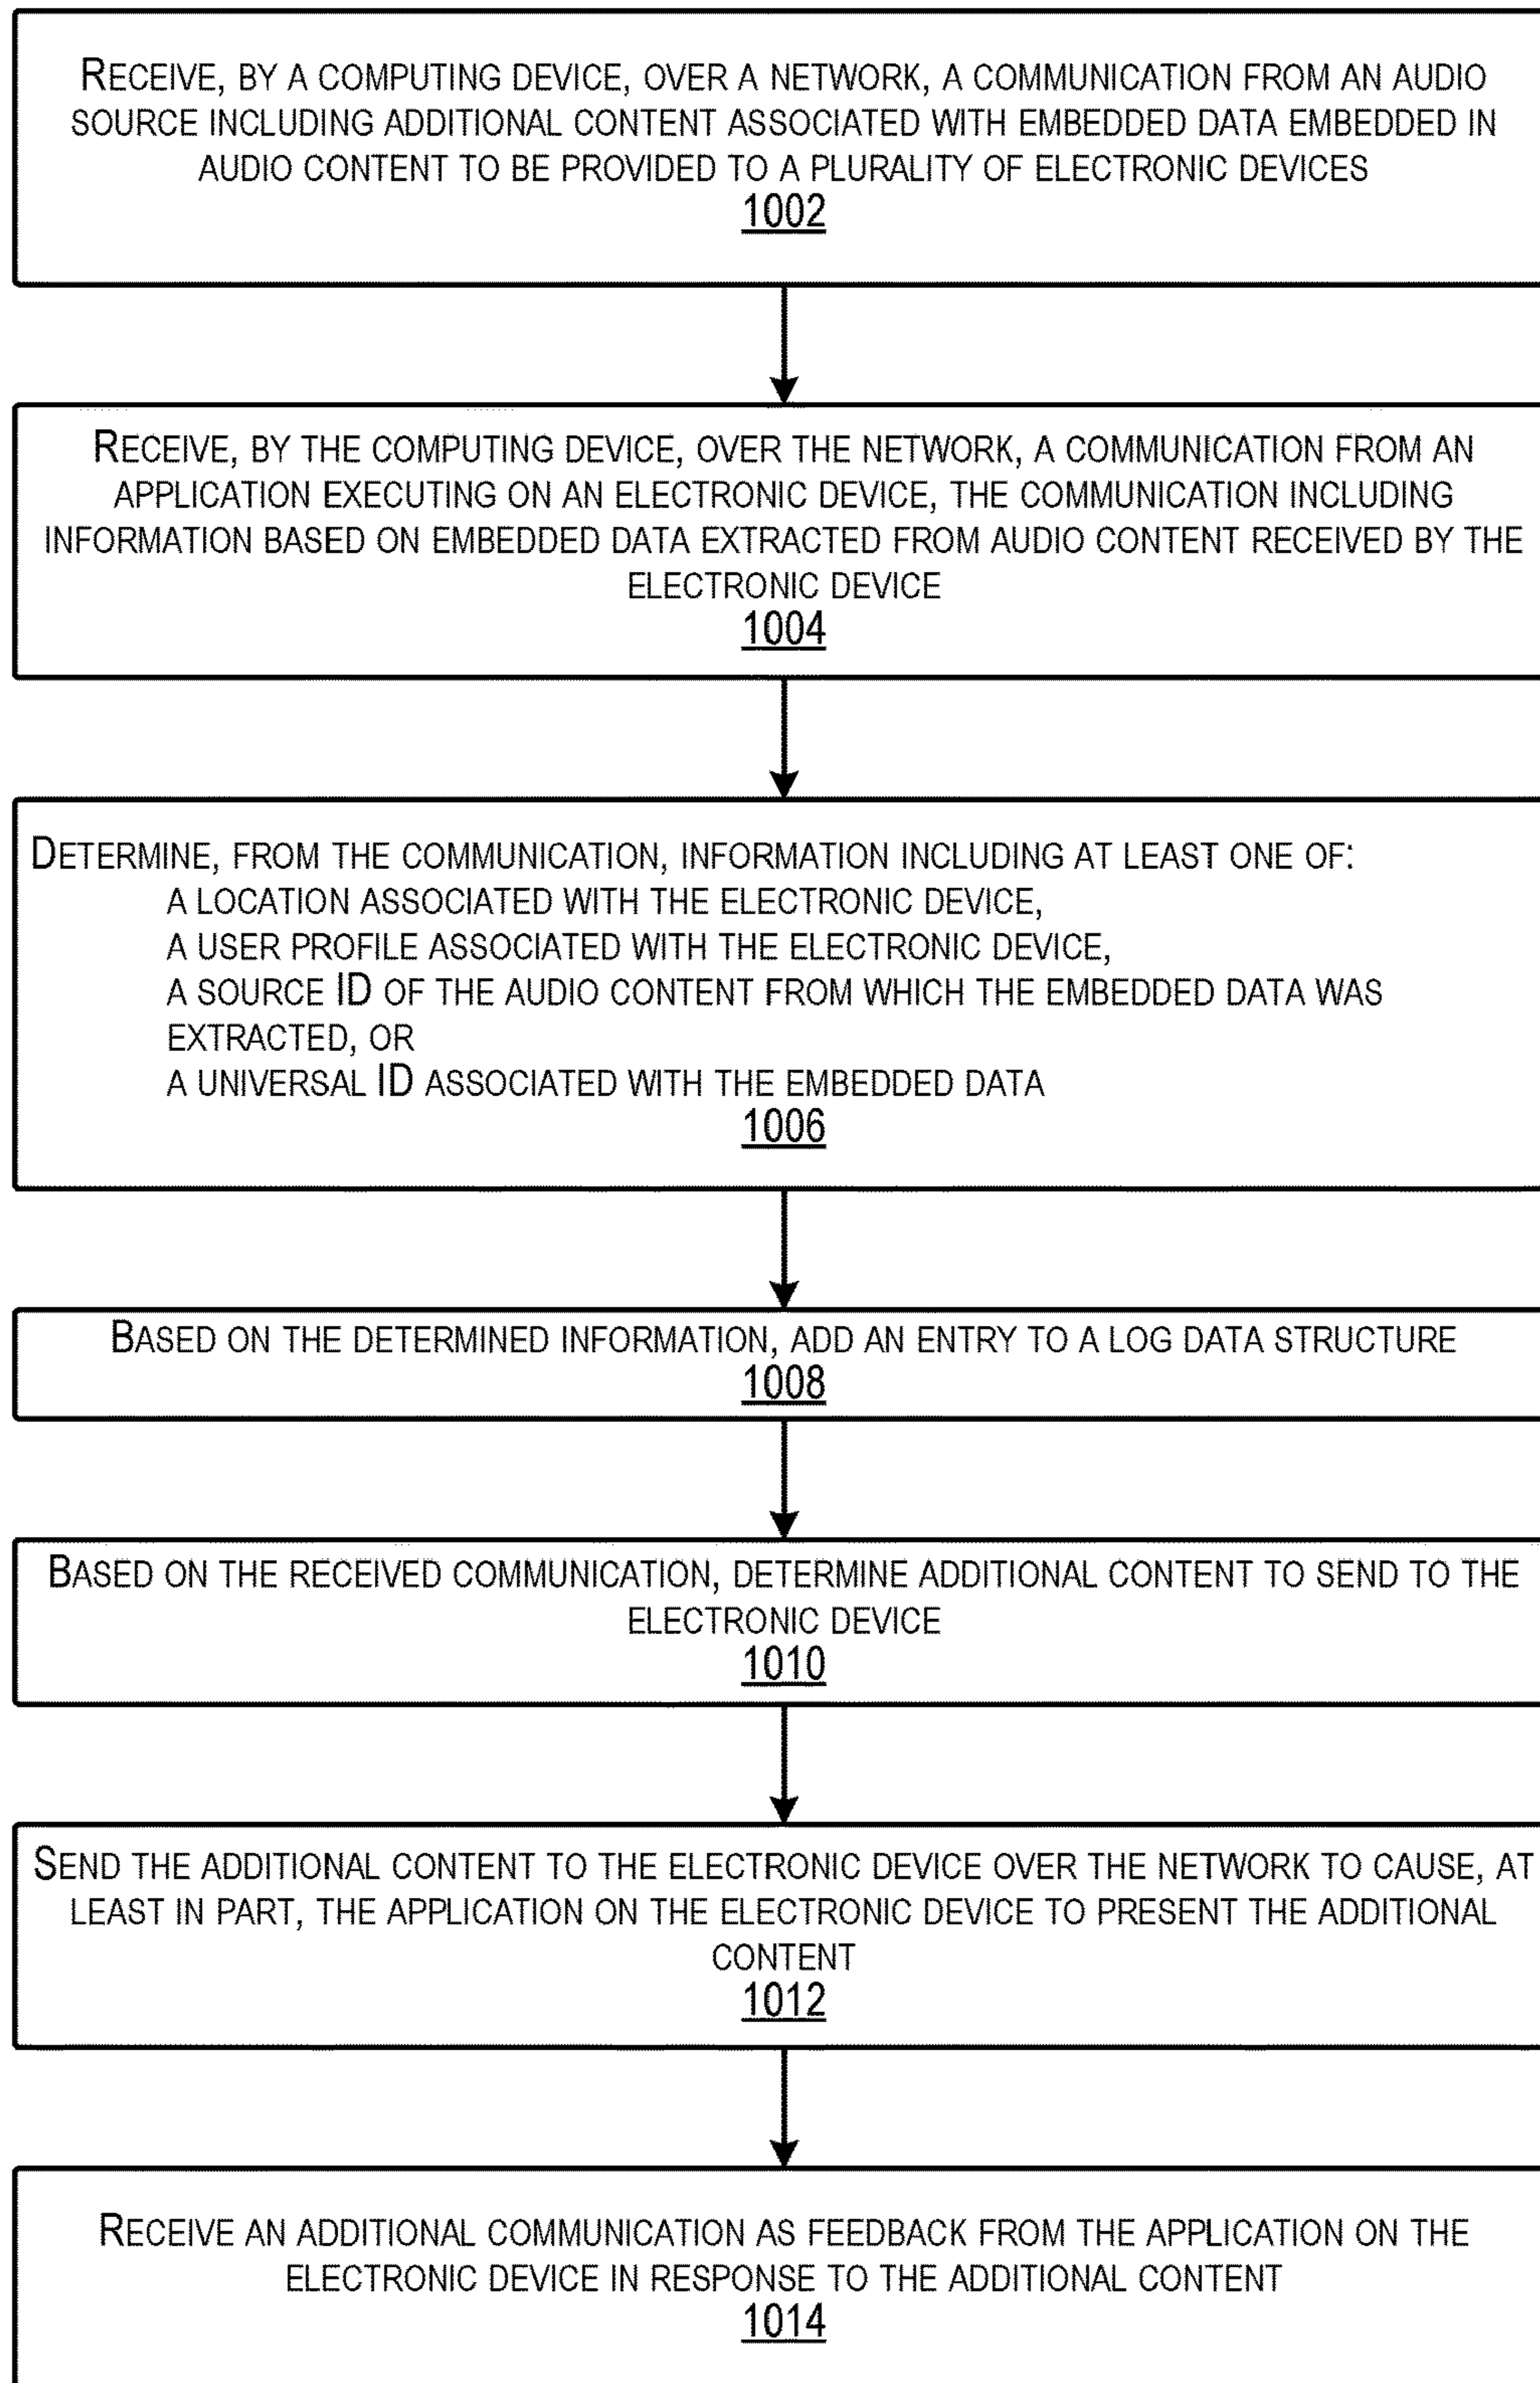 RECEIVE, BY A COMPUTING DEVICE, OVER A NETWORK, A COMMUNICATION FROM AN AUDIO
SOURCE INCLUDING ADDITIONAL CONTENT ASSOCIATED WITH EMBEDDED DATA EMBEDDED IN
AUDIO CONTENT TO BE PROVIDED TO A PLURALITY OF ELECTRONIC DEVICES
1002
RECEIVE, BY THE COMPUTING DEVICE, OVER THE NETWORK, A COMMUNICATION FROM AN
APPLICATION EXECUTING ON AN ELECTRONIC DEVICE, THE COMMUNICATION INCLUDING
INFORMATION BASED ON EMBEDDED DATA EXTRACTED FROM AUDIO CONTENT RECEIVED BY THE
ELECTRONIC DEVICE
1004
DETERMINE, FROM THE COMMUNICATION, INFORMATION INCLUDING AT LEAST ONE OF:
A LOCATION ASSOCIATED WITH THE ELECTRONIC DEVICE,
A USER PROFILE ASSOCIATED WITH THE ELECTRONIC DEVICE,
A SOURCE ID OF THE AUDIO CONTENT FROM WHICH THE EMBEDDED DATA WAS
EXTRACTED, OR
A UNIVERSAL ID ASSOCIATED WITH THE EMBEDDED DATA
1006
BASED ON THE DETERMINED INFORMATION, ADD AN ENTRY TO A LOG DATA STRUCTURE
1008
BASED ON THE RECEIVED COMMUNICATION, DETERMINE ADDITIONAL CONTENT TO SEND TO THE
ELECTRONIC DEVICE
1010
SEND THE ADDITIONAL CONTENT TO THE ELECTRONIC DEVICE OVER THE NETWORK TO CAUSE, AT
LEAST IN PART, THE APPLICATION ON THE ELECTRONIC DEVICE TO PRESENT THE ADDITIONAL
CONTENT
1012
RECEIVE AN ADDITIONAL COMMUNICATION AS FEEDBACK FROM THE APPLICATION ON THE
ELECTRONIC DEVICE IN RESPONSE TO THE ADDITIONAL CONTENT
1014